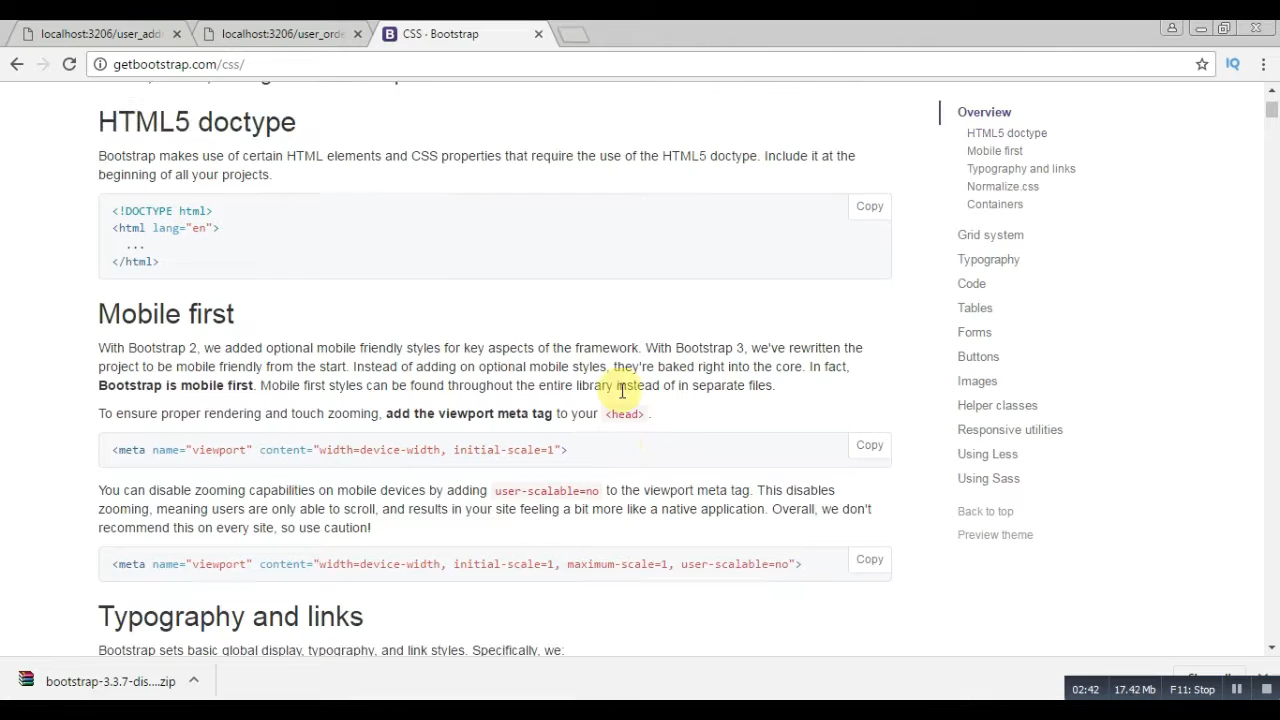 localhost:3206/user_add
localhost:3206/user_orde
CSS · Bootstrap
getbootstrap.com/css/
IQ
HTML5 doctype
Bootstrap makes use of certain HTML elements and CSS properties that require the use of the HTML5 doctype. Include it at the
beginning of all your projects.
Copy
<!DOCTYPE html>
<html lang="en">
...
</html>
Mobile first
With Bootstrap 2, we added optional mobile friendly styles for key aspects of the framework. With Bootstrap 3, we've rewritten the
project to be mobile friendly from the start. Instead of adding on optional mobile styles, they're baked right into the core. In fact,
Bootstrap is mobile first. Mobile first styles can be found throughout the entire library instead of in separate files.
To ensure proper rendering and touch zooming, add the viewport meta tag to your <head>.
<meta name="viewport" content="width=device-width, initial-scale=1">
Copy
You can disable zooming capabilities on mobile devices by adding user-scalable=no to the viewport meta tag. This disables
zooming, meaning users are only able to scroll, and results in your site feeling a bit more like a native application. Overall, we don't
recommend this on every site, so use caution!
<meta name="viewport" content="width=device-width, initial-scale=1, maximum-scale=1, user-scalable=no">
Copy
Typography and links
Bootstrap sets basic global display, typography, and link styles. Specifically, we:
Overview
HTML5 doctype
Mobile first
Typography and links
Normalize.css
Containers
Grid system
Typography
Code
Tables
Forms
Buttons
Images
Helper classes
Responsive utilities
Using Less
Using Sass
Back to top
Preview theme
bootstrap-3.3.7-dis....zip
02:42
17.42 Mb
F11: Stop